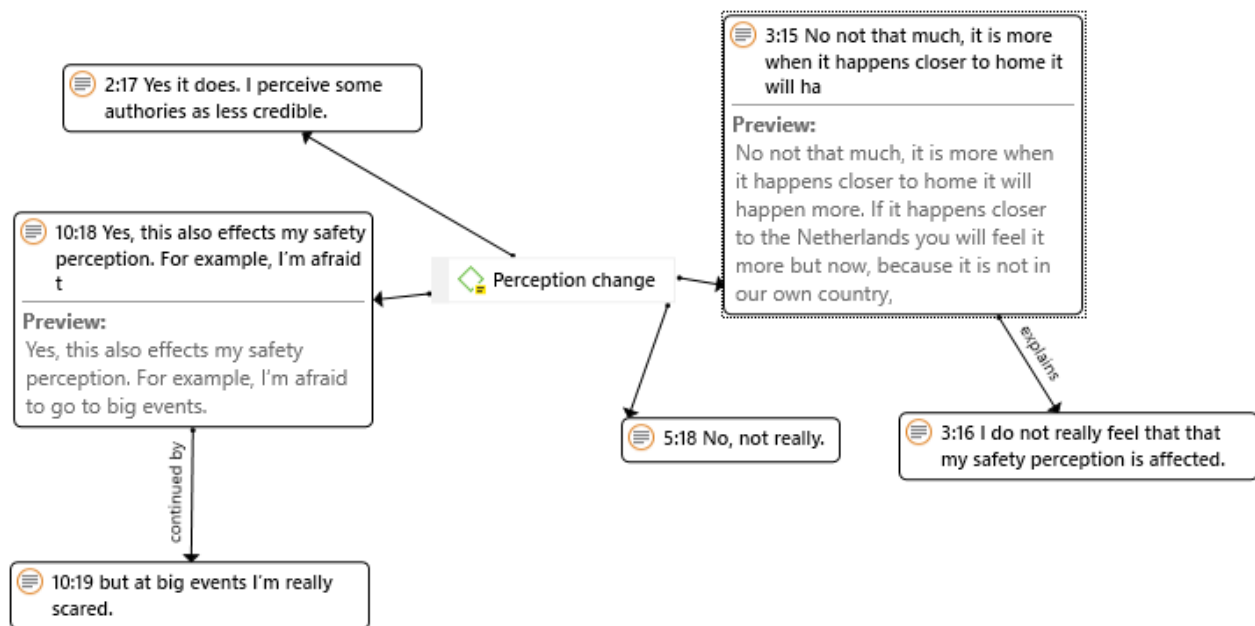 2:17 Yes it does. I perceive some
authories as less credible.
3:15 No not that much, it is more
when it happens closer to home it
will ha
Preview:
No not that much, it is more when
it happens closer to home it will
happen more. If it happens closer
to the Netherlands you will feel it
more but now, because it is not in
our own country,
10:18 Yes, this also effects my safety
perception. For example, I'm afraid
t
Preview:
Yes, this also effects my safety
perception. For example, I'm afraid
to go to big events.
Perception change
explains
5:18 No, not really.
3:16 I do not really feel that that
my safety perception is affected.
continued by
10:19 but at big events I'm really
scared.